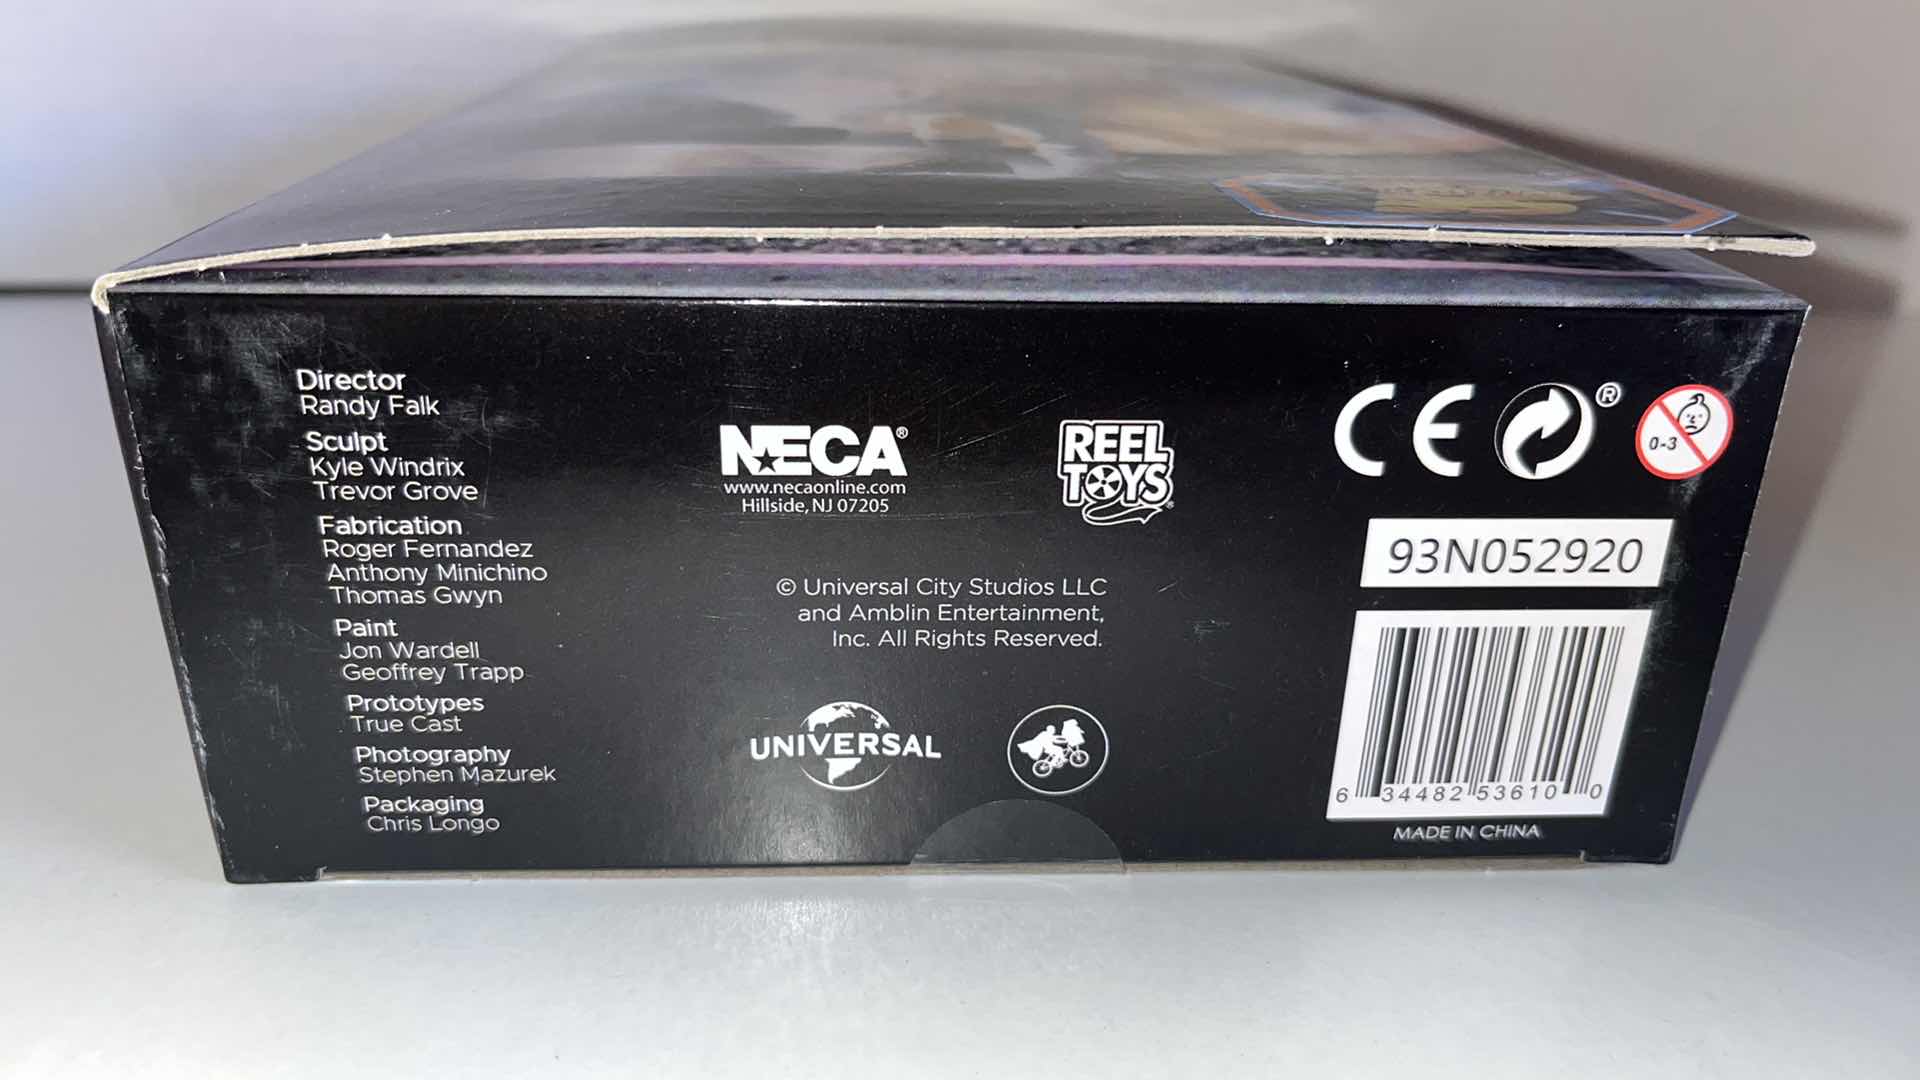 Director
Randy Falk
Sculpt
Kyle Windrix
Trevor Grove
Fabrication
Roger Fernandez
Anthony Minichino
Thomas Gwyn
Paint
Jon Wardell
Geoffrey Trapp
Prototypes
True Cast
Photography
Stephen Mazurek
Packaging
Chris Longo
NECA®
www.necaonline.com
Hillside, NJ 07205
REEL
TOYS®
© Universal City Studios LLC
and Amblin Entertainment,
Inc. All Rights Reserved.
UNIVERSAL
CE ®
0-3
93N052920
6 34482 53610 0
MADE IN CHINA